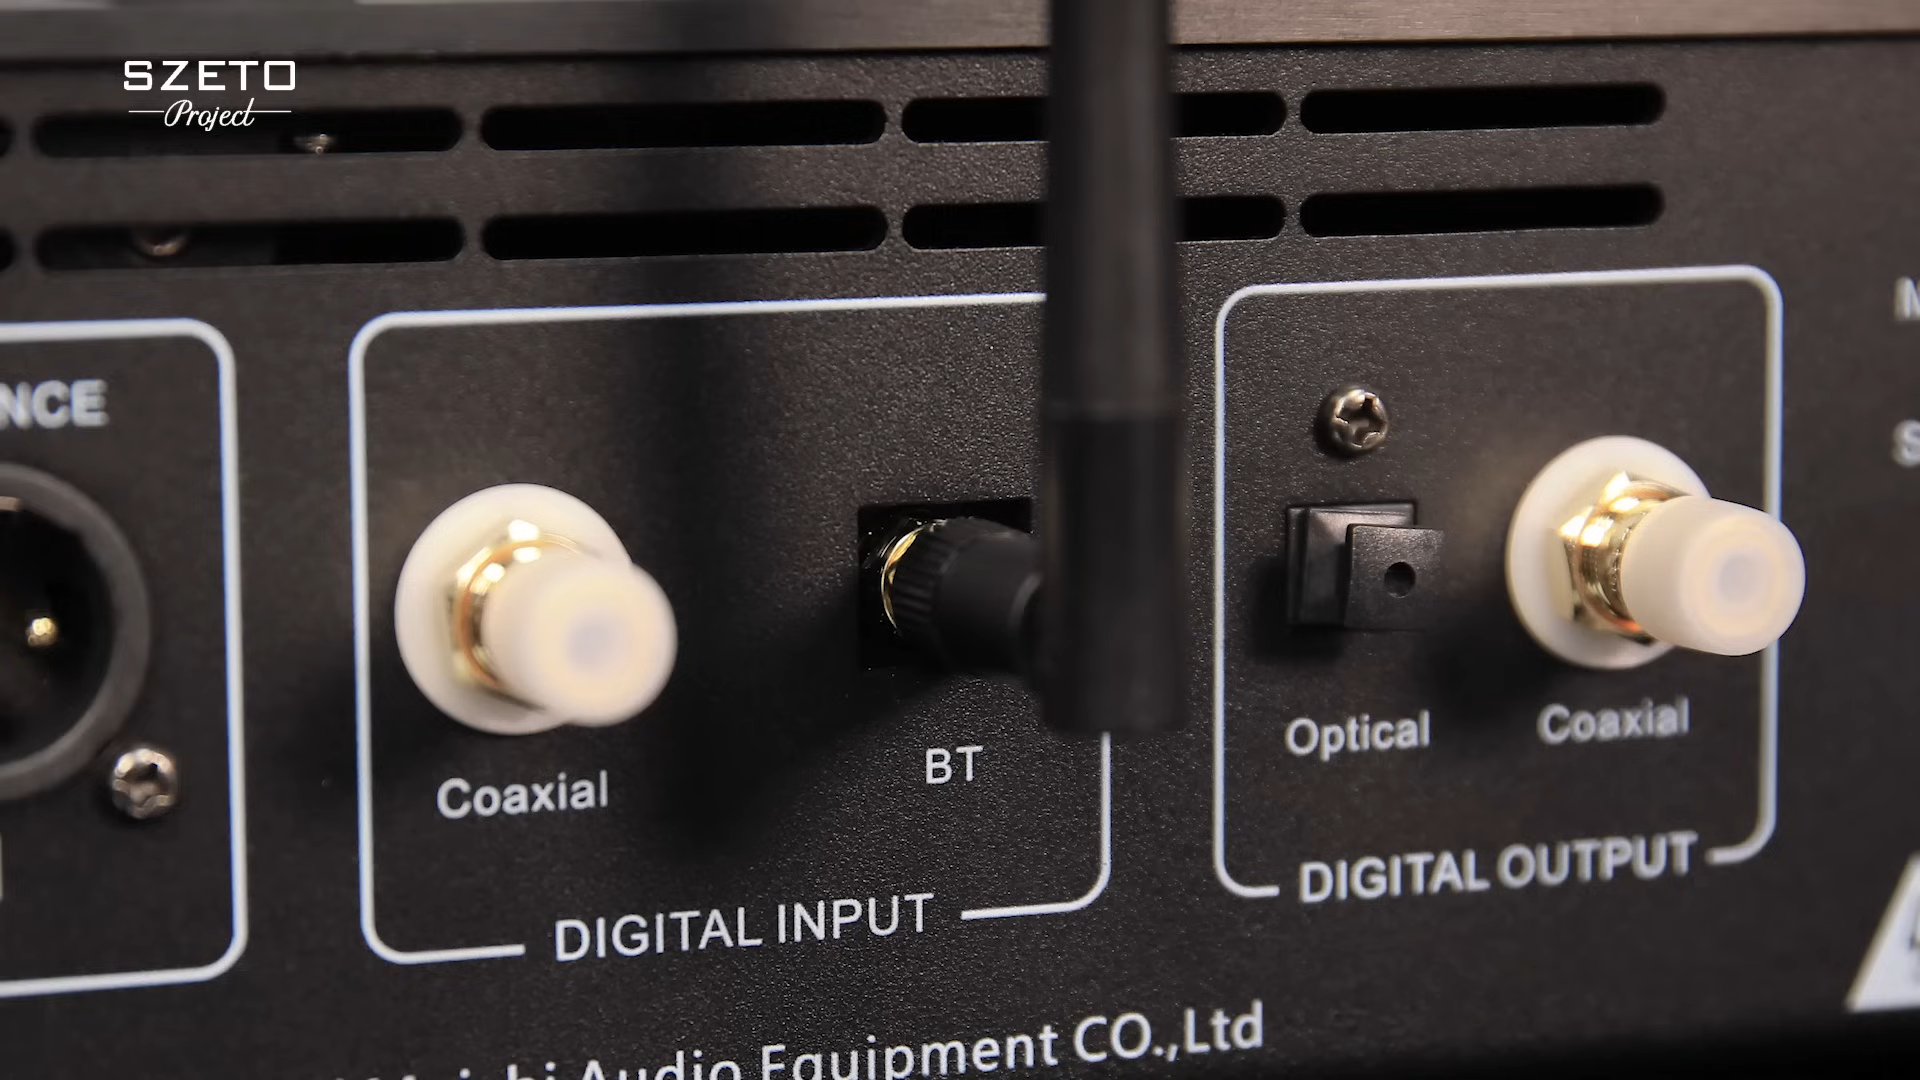 SZETO
Project
NCE
Coaxial
BT
DIGITAL INPUT
Optical
Coaxial
DIGITAL OUTPUT
Audio Equipment CO.,Ltd